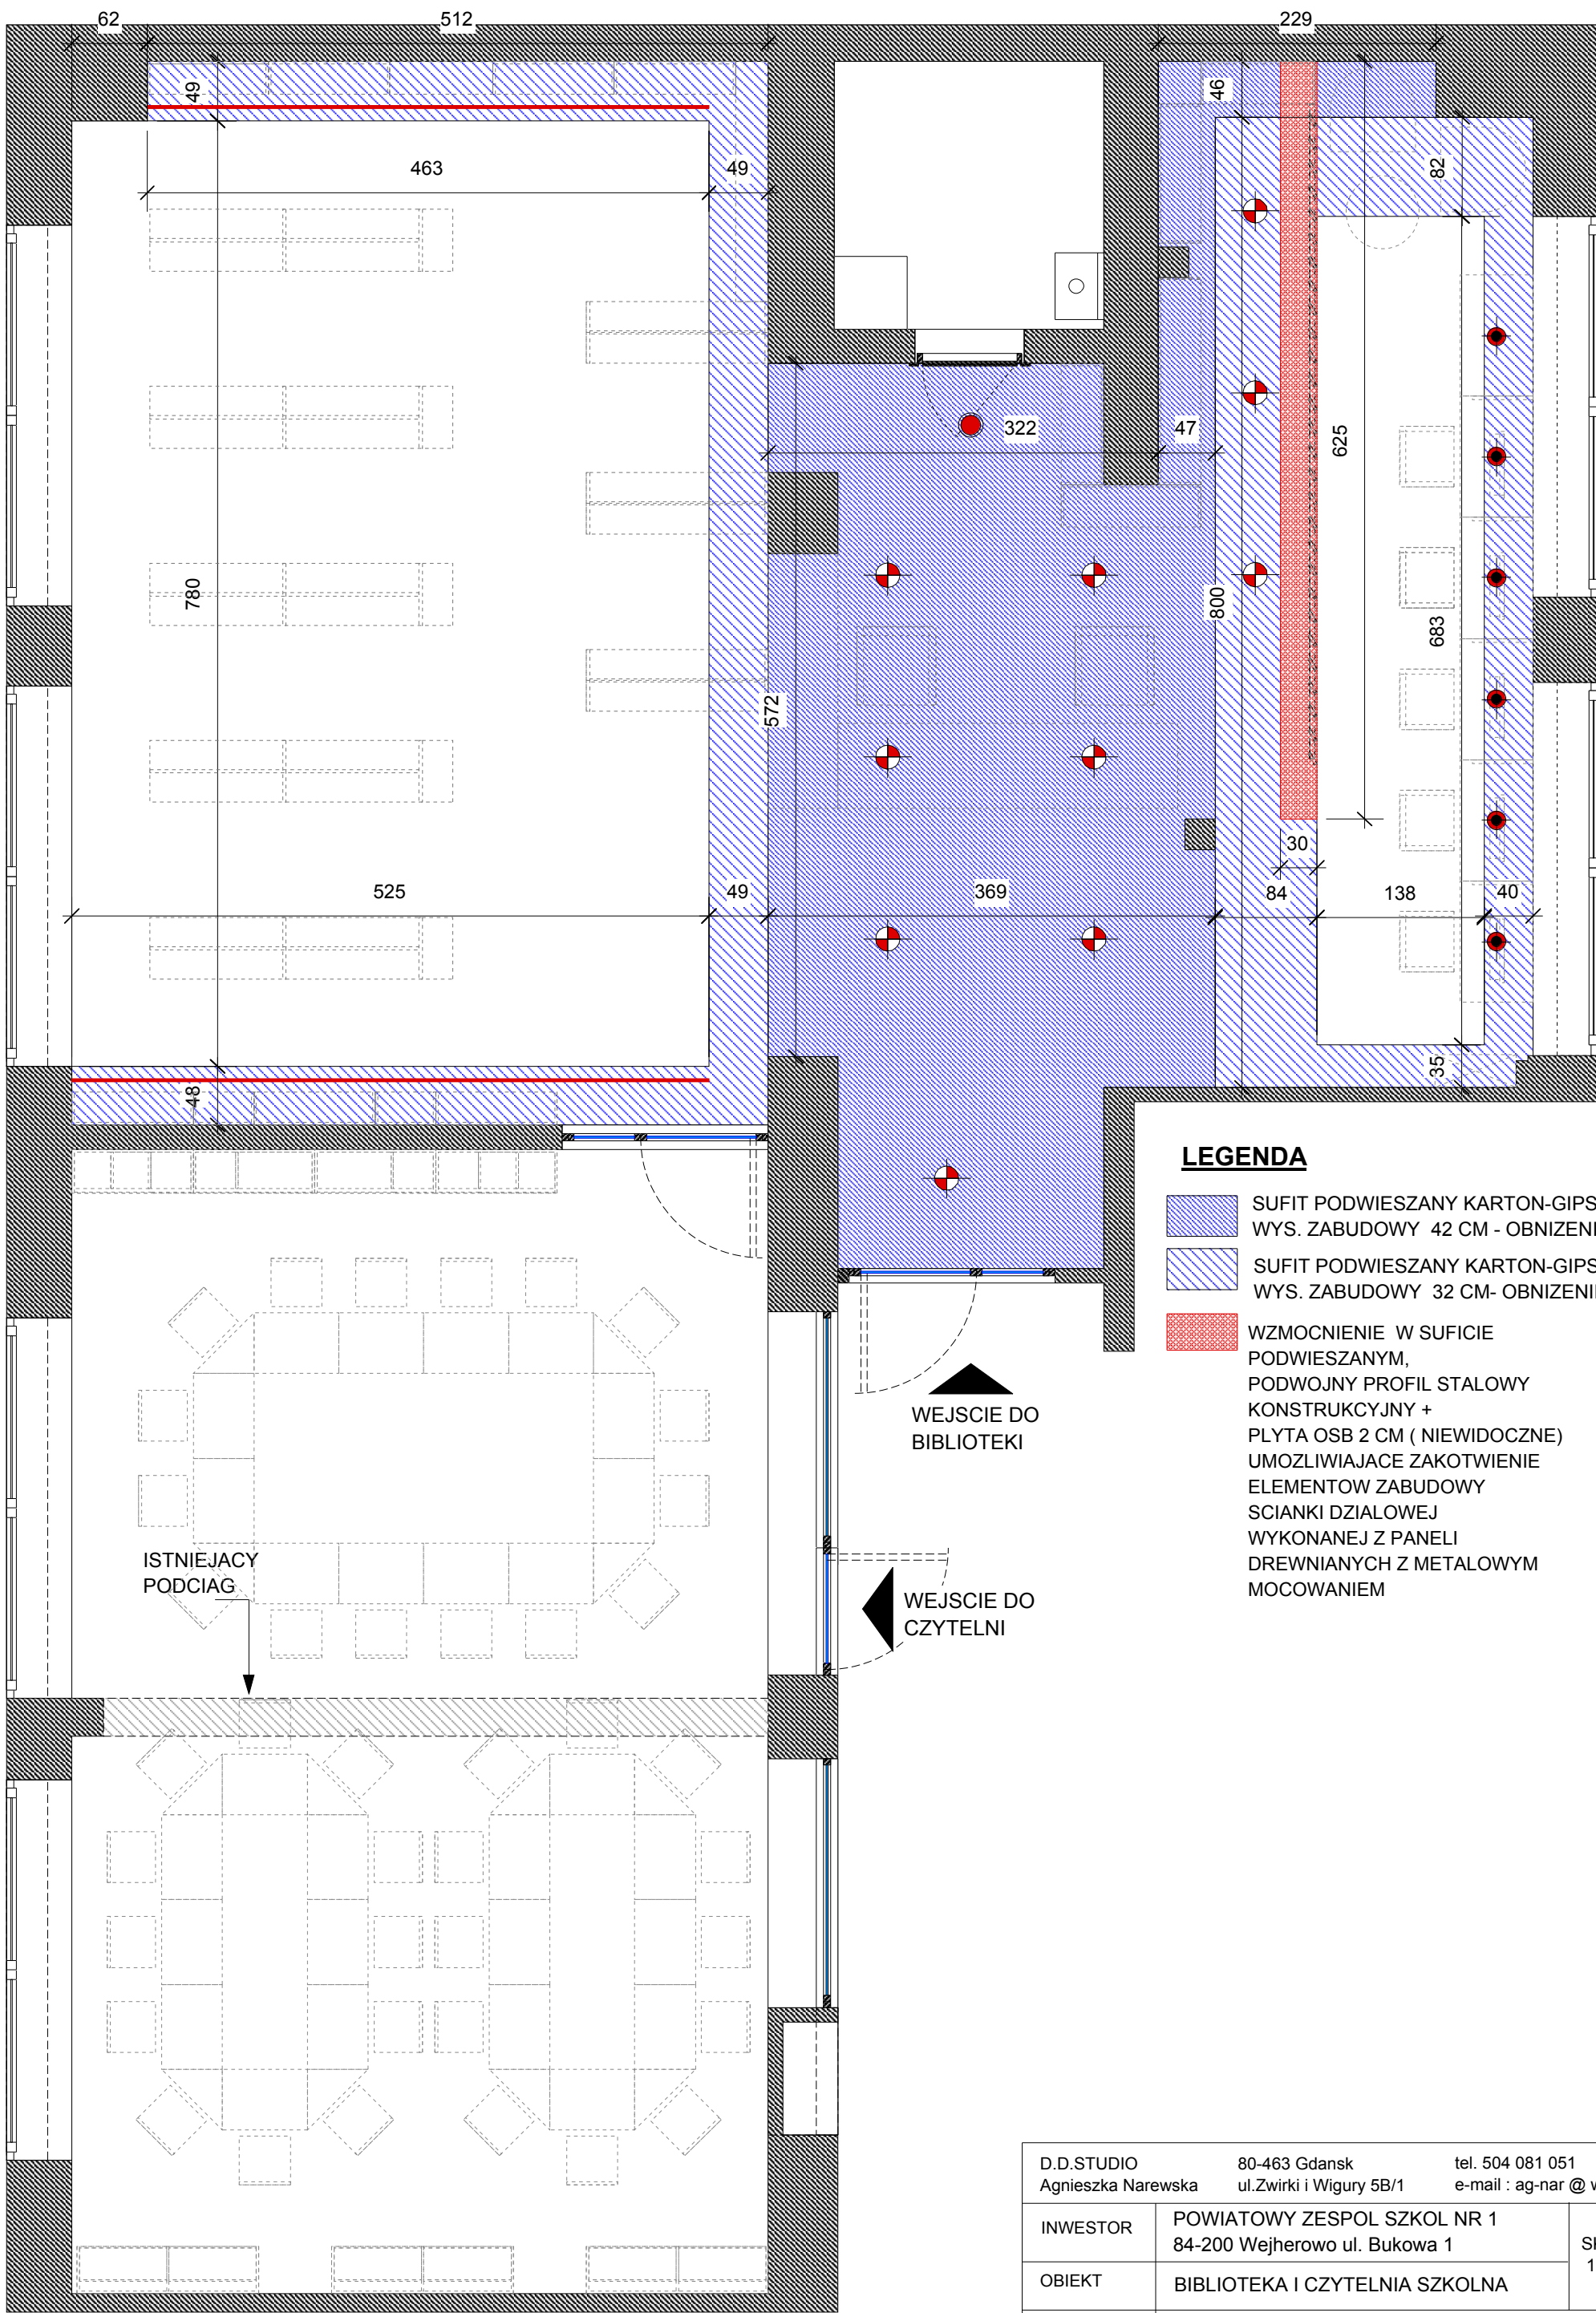 62
512
229
49
46
463
49
82
322
47
625
780
800
683
572
30
525
49
369
84
138
40
48
35
LEGENDA
SUFIT PODWIESZANY KARTON-GIPS
WYS. ZABUDOWY 42 CM - OBNIZENI
SUFIT PODWIESZANY KARTON-GIPS
WYS. ZABUDOWY 32 CM- OBNIZENI
WZMOCNIENIE W SUFICIE
PODWIESZANYM,
PODWOJNY PROFIL STALOWY
KONSTRUKCYJNY +
PLYTA OSB 2 CM ( NIEWIDOCZNE)
UMOZLIWIAJACE ZAKOTWIENIE
ELEMENTOW ZABUDOWY
SCIANKI DZIALOWEJ
WYKONANEJ Z PANELI
DREWNIANYCH Z METALOWYM
MOCOWANIEM
WEJSCIE DO
BIBLIOTEKI
ISTNIEJACY
PODCIAG
WEJSCIE DO
CZYTELNI
D.D.STUDIO 80-463 Gdansk tel. 504 081 051
Agnieszka Narewska ul.Zwirki i Wigury 5B/1 e-mail : ag-nar @ w
INWESTOR
POWIATOWY ZESPOL SZKOL NR 1
84-200 Wejherowo ul. Bukowa 1
OBIEKT
BIBLIOTEKA I CZYTELNIA SZKOLNA